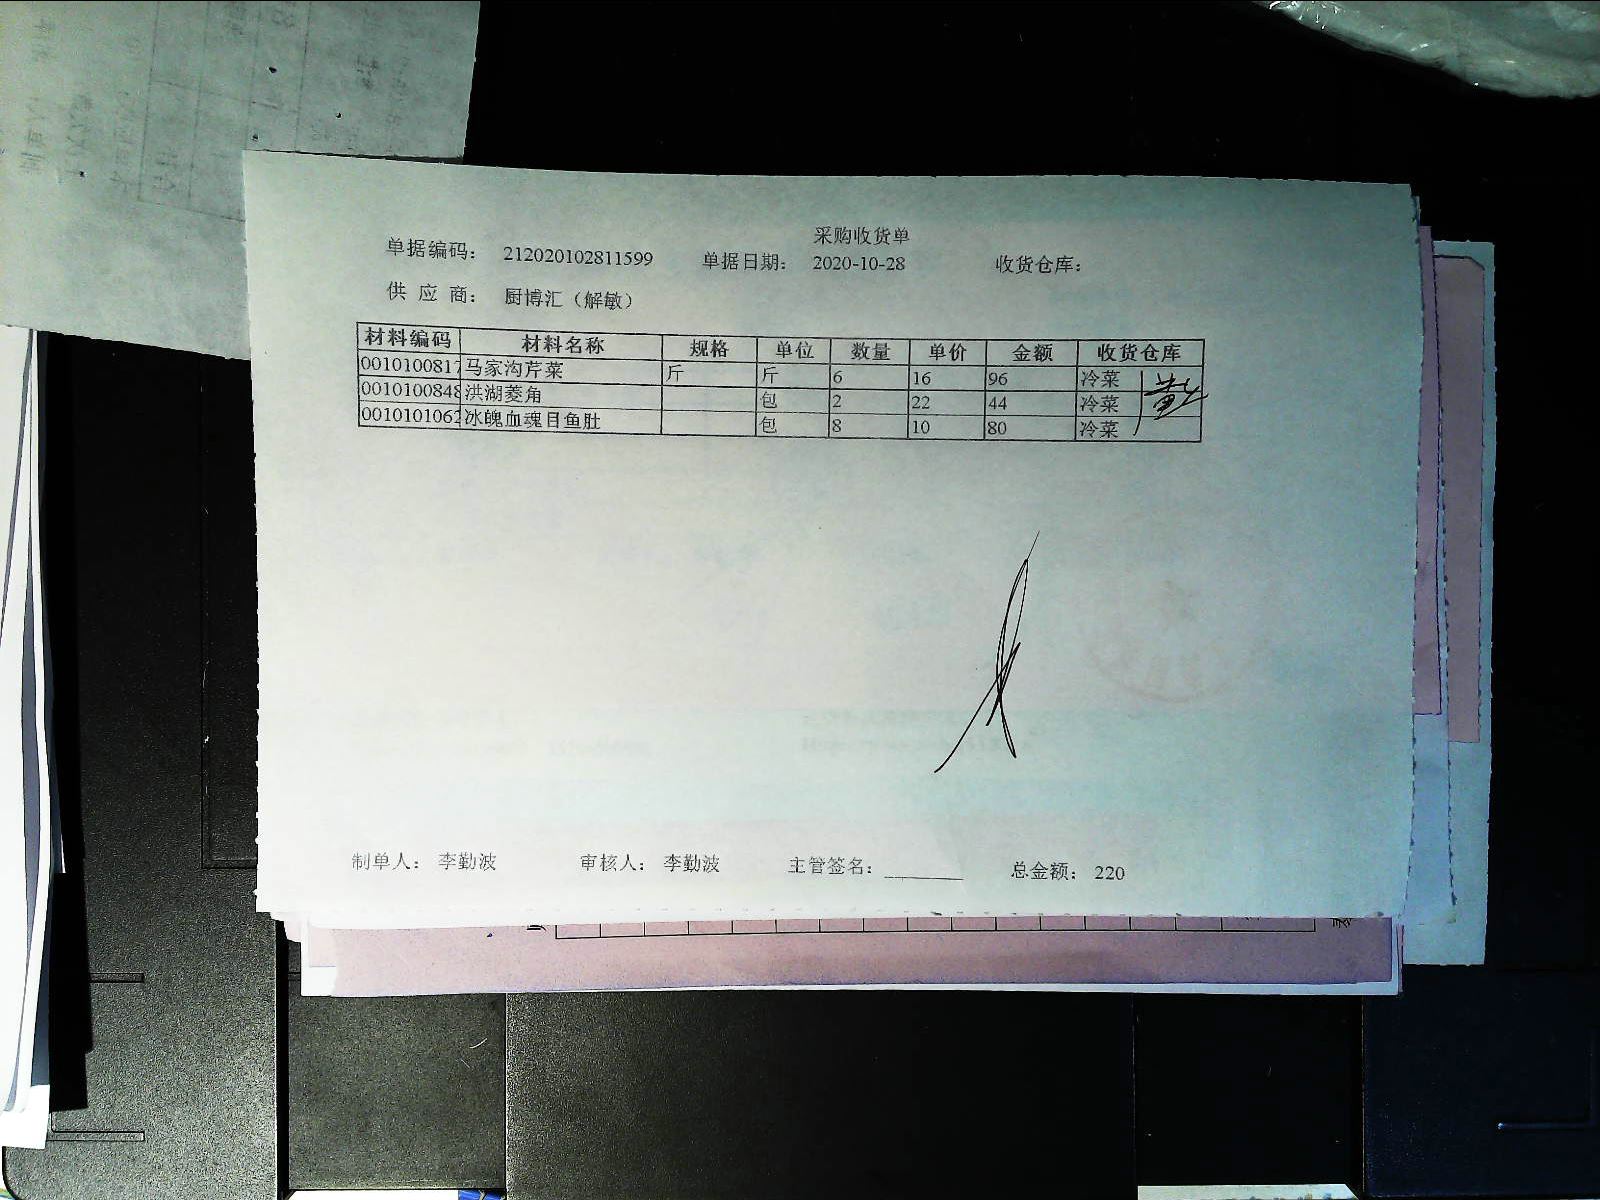 采购收货单
单据编码： 212020102811599 单据日期： 2020-10-28 收货仓库：
供 应 商： 厨博汇（解敏）
材料编码 材料名称 规格 单位 数量 单价 金额 收货仓库
0010100817 马家沟芹菜 斤 斤 6 16 96 冷菜
0010100848 洪湖菱角 包 2 22 44 冷菜
0010101062 冰魄血魂目鱼肚 包 8 10 80 冷菜
制单人： 李勤波 审核人： 李勤波 主管签名： 总金额： 220